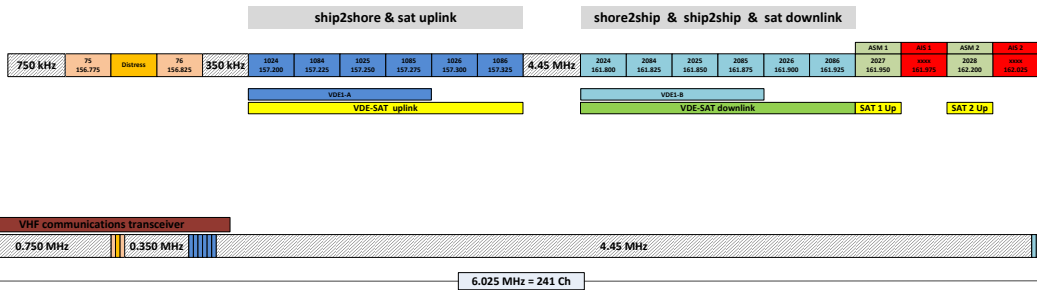 ship2shore & sat uplink
shore2ship & ship2ship & sat downlink
ASM 1
AIS 1
ASM 2
AIS 2
750 kHz
75
156.775
Distress
76
156.825
350 kHz
1024
157.200
1084
157.225
1025
157.250
1085
157.275
1026
157.300
1086
157.325
4.45 MHz
2024
161.800
2084
161.825
2025
161.850
2085
161.875
2026
161.900
2086
161.925
2027
161.950
xxxx
161.975
2028
162.200
xxxx
162.025
VDE1-A
VDE1-B
VDE-SAT uplink
VDE-SAT downlink
SAT 1 Up
SAT 2 Up
VHF communications transceiver
0.750 MHz
0.350 MHz
4.45 MHz
6.025 MHz = 241 Ch